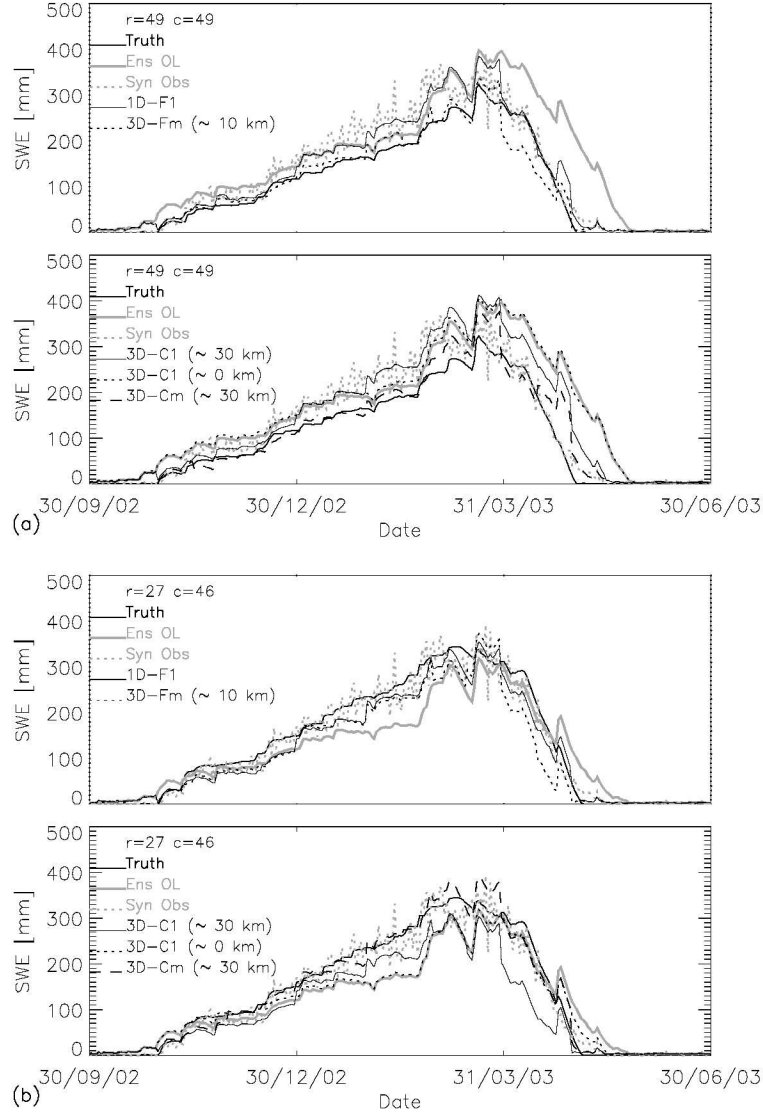 r=49 c=49
Truth
Ens OL
Syn Obs
1D-F1
3D-Fm (~ 10 km)
500
400
300
200
100
0
SWE [mm]
r=49 c=49
Truth
Ens OL
Syn Obs
3D-C1 (~ 30 km)
3D-C1 (~ 0 km)
3D-Cm (~ 30 km)
500
400
300
200
100
0
SWE [mm]
30/09/02 30/12/02 31/03/03 30/06/03
Date
(a)
r=27 c=46
Truth
Ens OL
Syn Obs
1D-F1
3D-Fm (~ 10 km)
500
400
300
200
100
0
SWE [mm]
r=27 c=46
Truth
Ens OL
Syn Obs
3D-C1 (~ 30 km)
3D-C1 (~ 0 km)
3D-Cm (~ 30 km)
500
400
300
200
100
0
SWE [mm]
30/09/02 30/12/02 31/03/03 30/06/03
Date
(b)